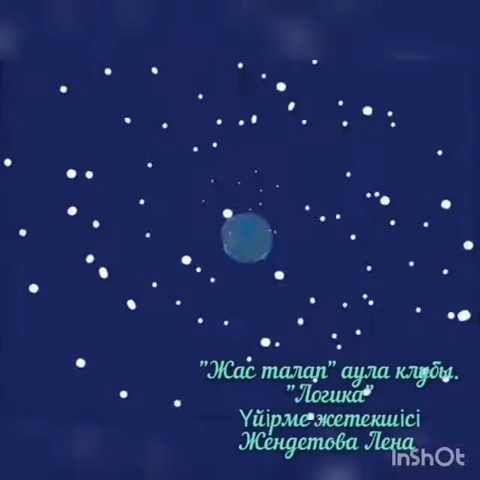 "Жас талап" аула клубы.
"Логика"
Үйірме жетекшісі
Жендетова Лена
InShOt